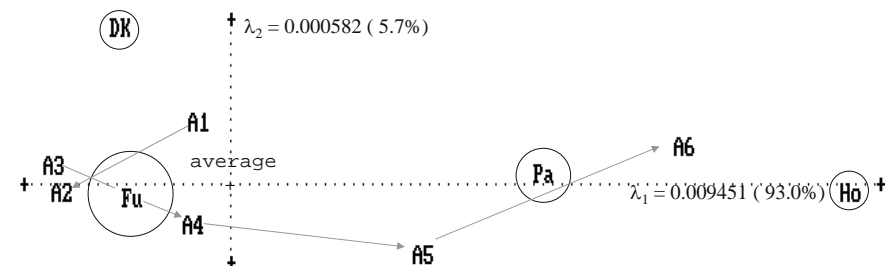 DK
λ₂ = 0.000582 ( 5.7%)
A1
average
A3
A2
Fu
A4
A5
Pa
A6
λ₁ = 0.009451 ( 93.0%)
Ho